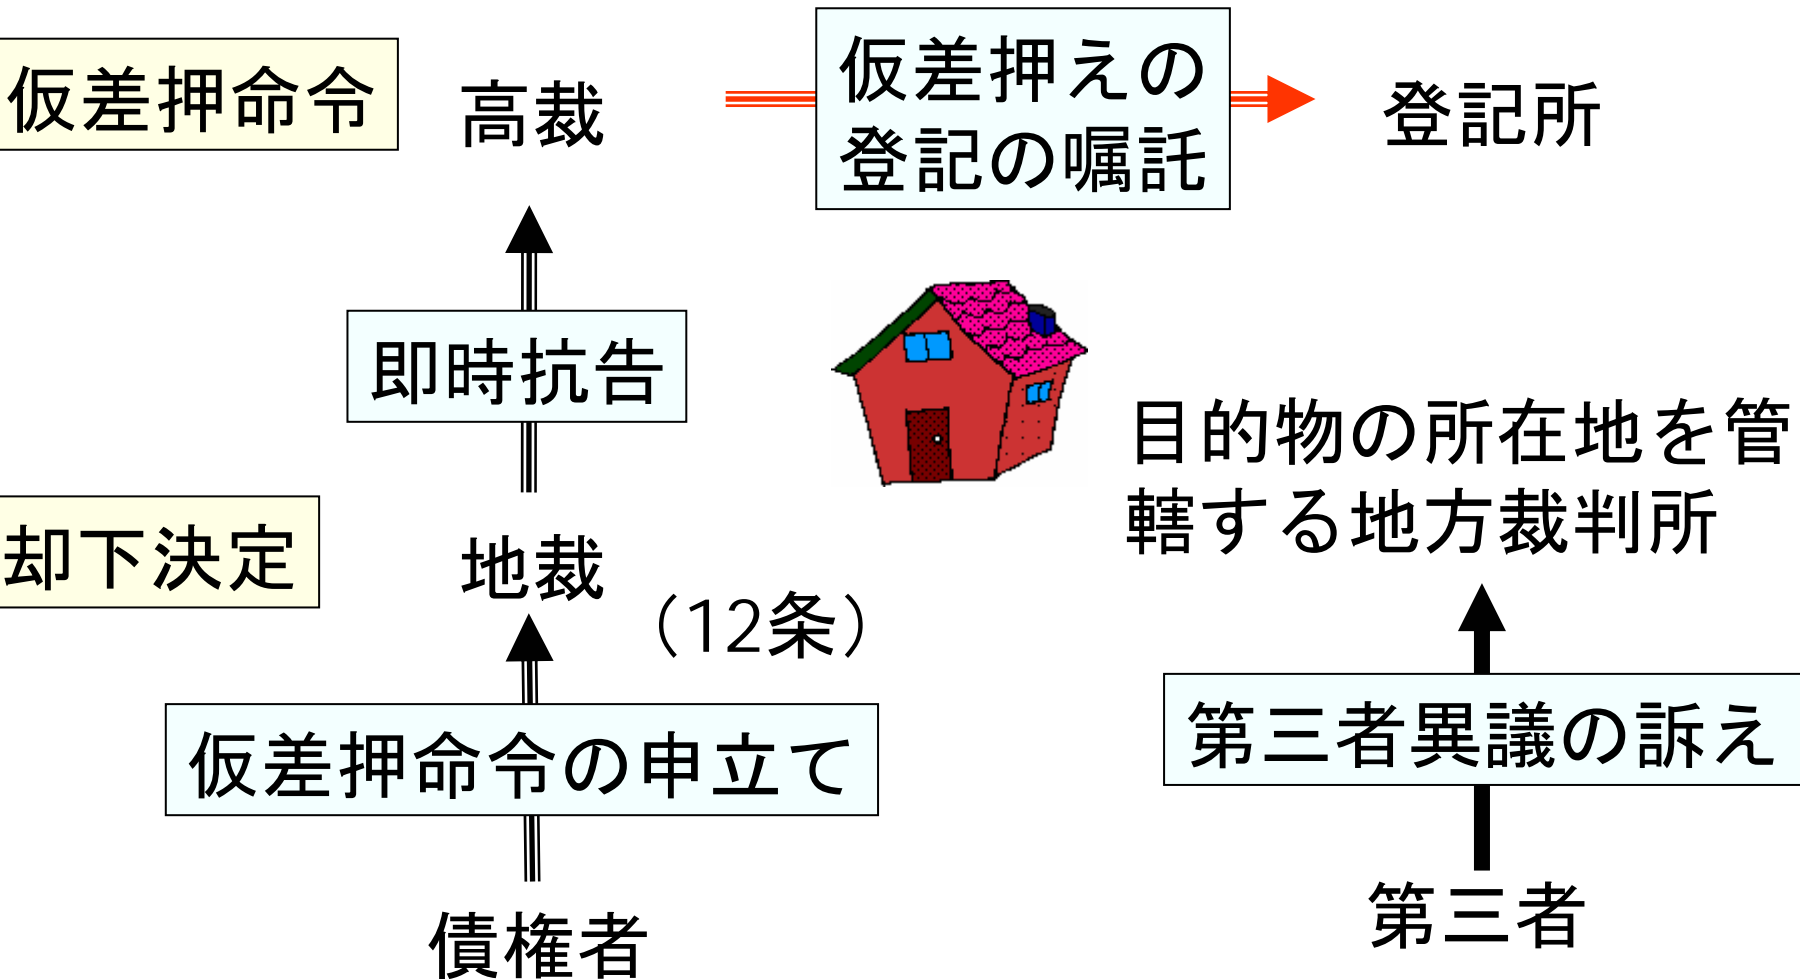 仮差押命令
高裁
仮差押えの
登記の嘱託
登記所
即時抗告
目的物の所在地を管
轄する地方裁判所
却下決定
地裁
（12条）
仮差押命令の申立て
第三者異議の訴え
債権者
第三者